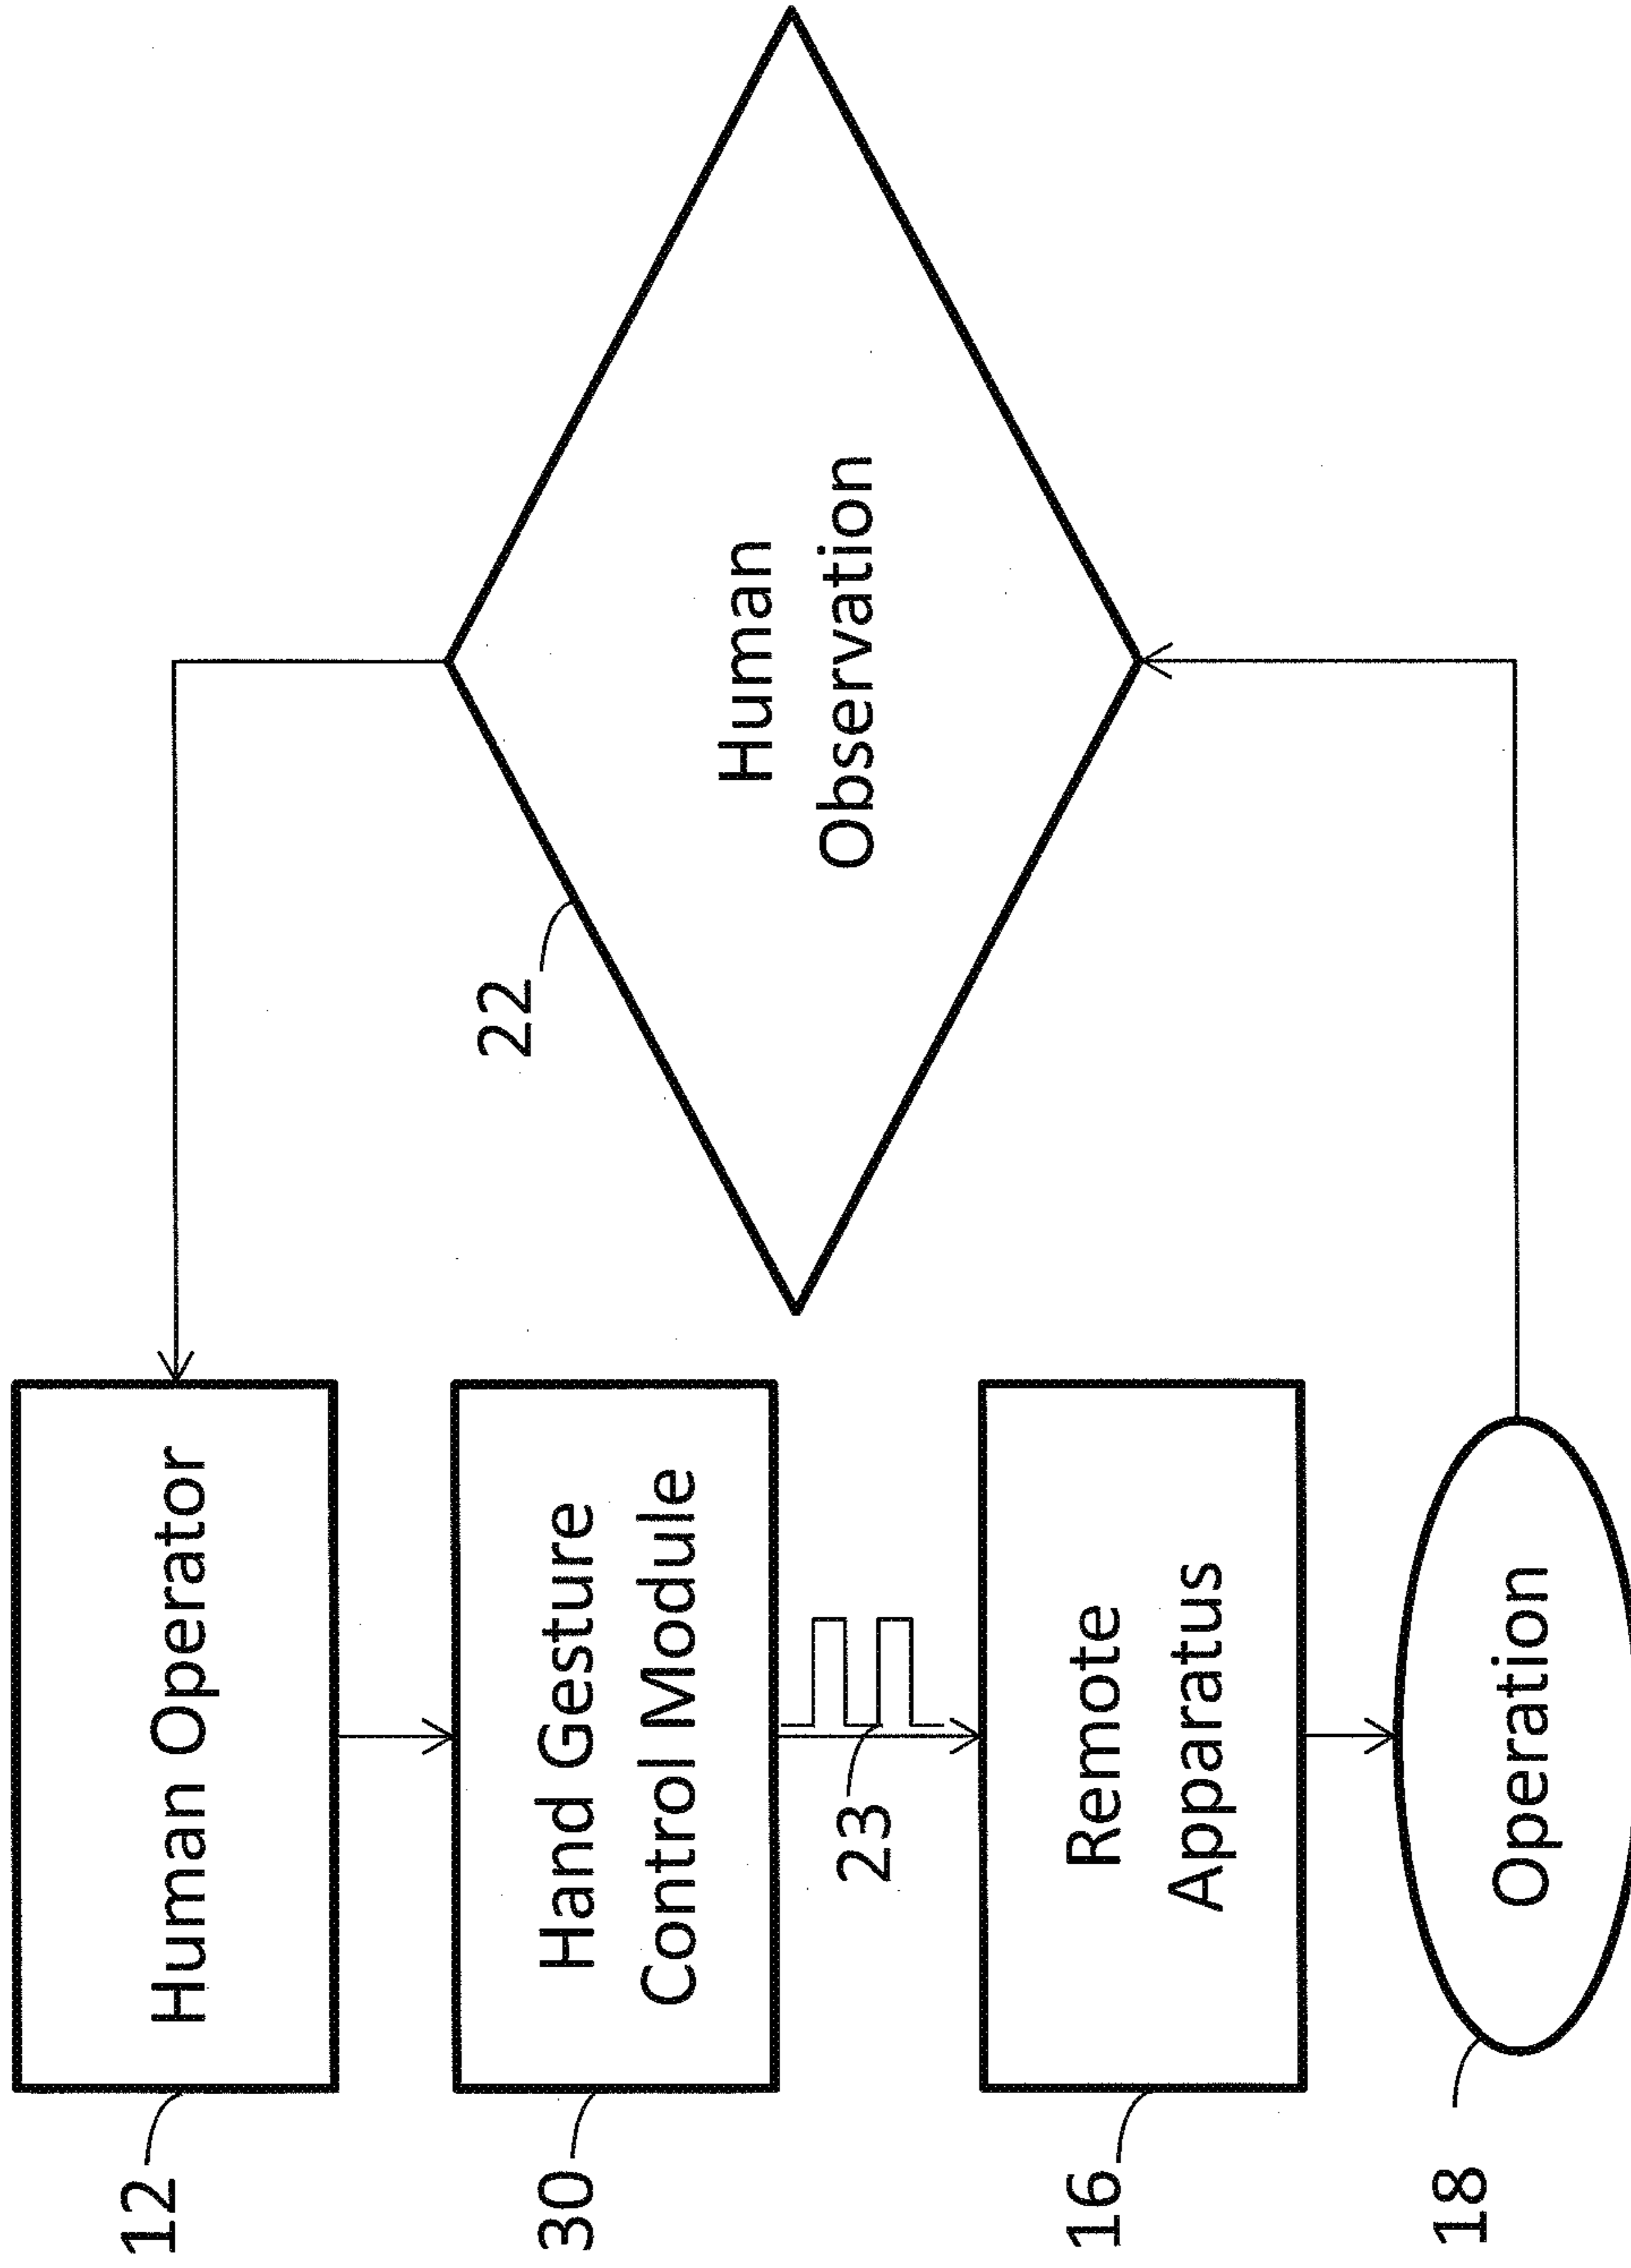 12
Human Operator
30
Hand Gesture
Control Module
23
16
Remote
Apparatus
18
Operation
22
Human
Observation